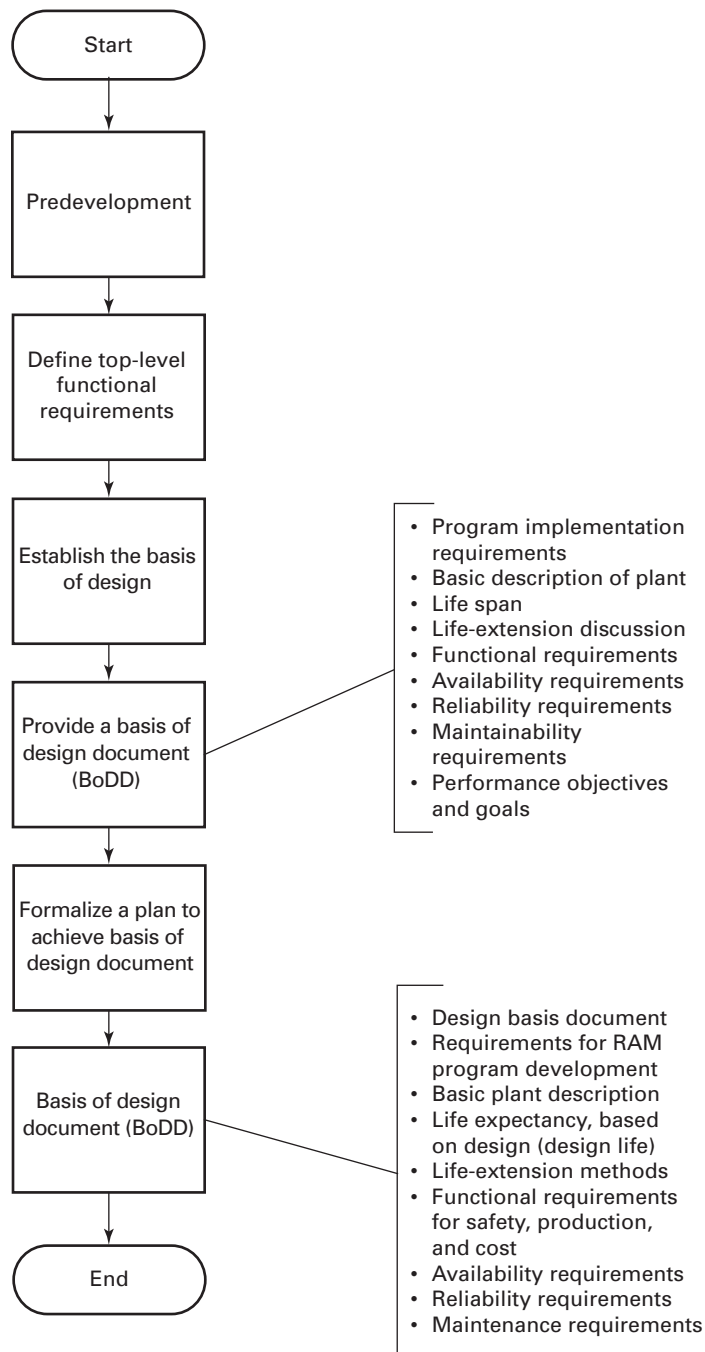 Start
Predevelopment
Define top-level
functional
requirements
Establish the basis
of design
Provide a basis of
design document
(BoDD)
• Program implementation
requirements
• Basic description of plant
• Life span
• Life-extension discussion
• Functional requirements
• Availability requirements
• Reliability requirements
• Maintainability
requirements
• Performance objectives
and goals
Formalize a plan to
achieve basis of
design document
Basis of design
document (BoDD)
• Design basis document
• Requirements for RAM
program development
• Basic plant description
• Life expectancy, based
on design (design life)
• Life-extension methods
• Functional requirements
for safety, production,
and cost
• Availability requirements
• Reliability requirements
• Maintenance requirements
End